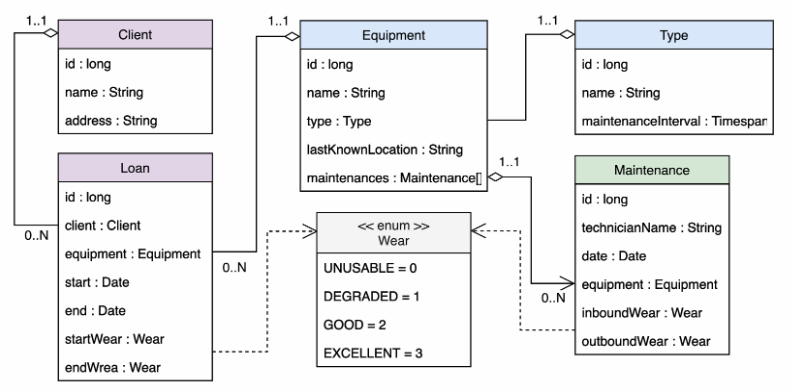 1..1
Client
id : long
name : String
address : String
1..1
Equipment
id : long
name : String
type : Type
lastKnownLocation : String
maintenances : Maintenance[]
1..1
Type
id : long
name : String
maintenanceInterval : Timespan
Loan
id : long
client : Client
equipment : Equipment
start : Date
end : Date
startWear : Wear
endWrea : Wear
0..N
0..N
<< enum >>
Wear
UNUSABLE = 0
DEGRADED = 1
GOOD = 2
EXCELLENT = 3
1..1
0..N
Maintenance
id : long
technicianName : String
date : Date
equipment : Equipment
inboundWear : Wear
outboundWear : Wear